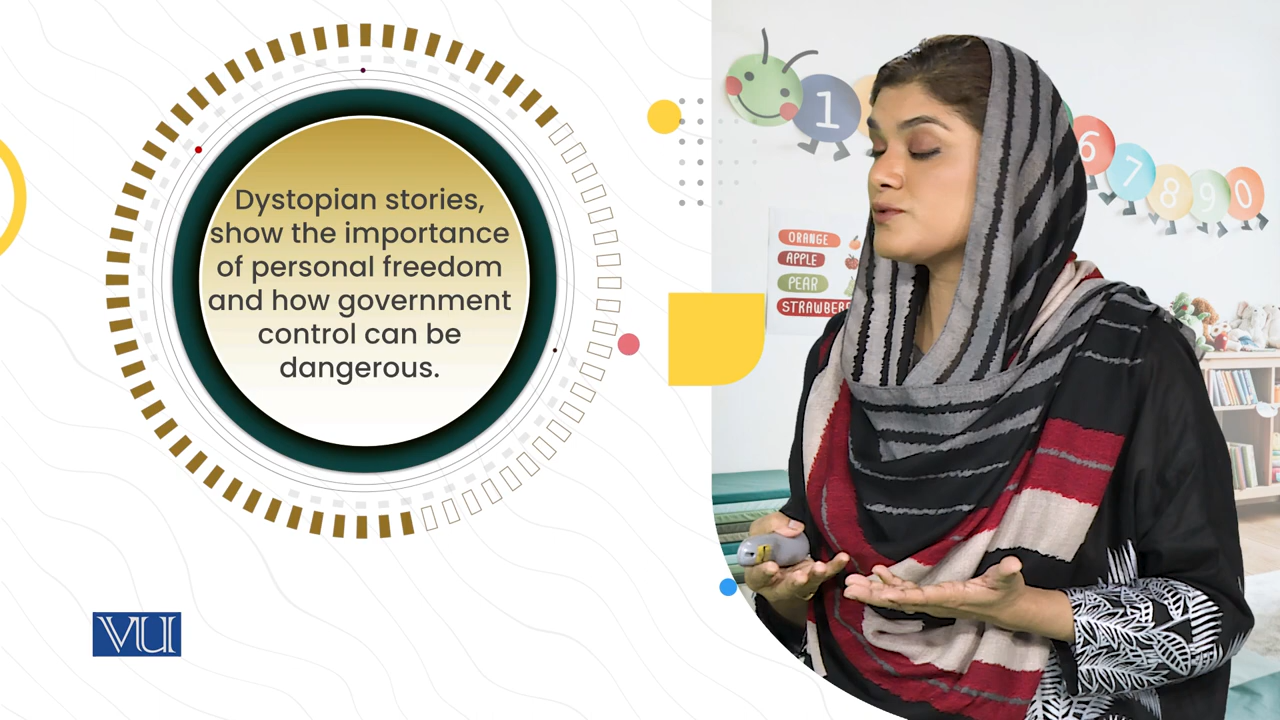 Dystopian stories,
show the importance
of personal freedom
and how government
control can be
dangerous.
VU
1
6
7
8
9
0
ORANGE
APPLE
PEAR